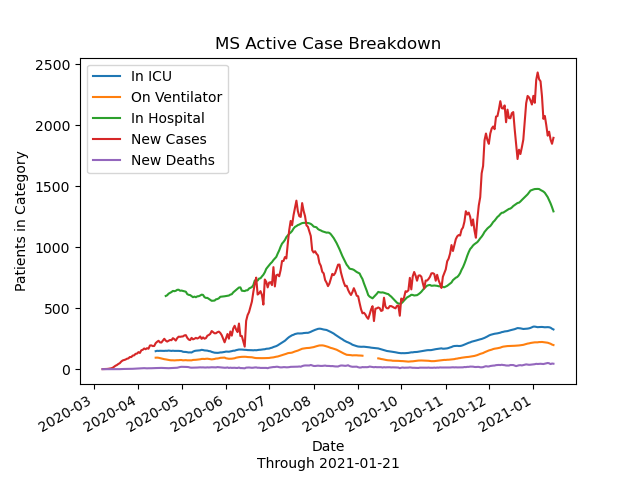 MS Active Case Breakdown
In ICU
On Ventilator
In Hospital
New Cases
New Deaths
Patients in Category
2500
2000
1500
1000
500
0
2020-03
2020-04
2020-05
2020-06
2020-07
2020-08
2020-09
2020-10
2020-11
2020-12
2021-01
Date
Through 2021-01-21